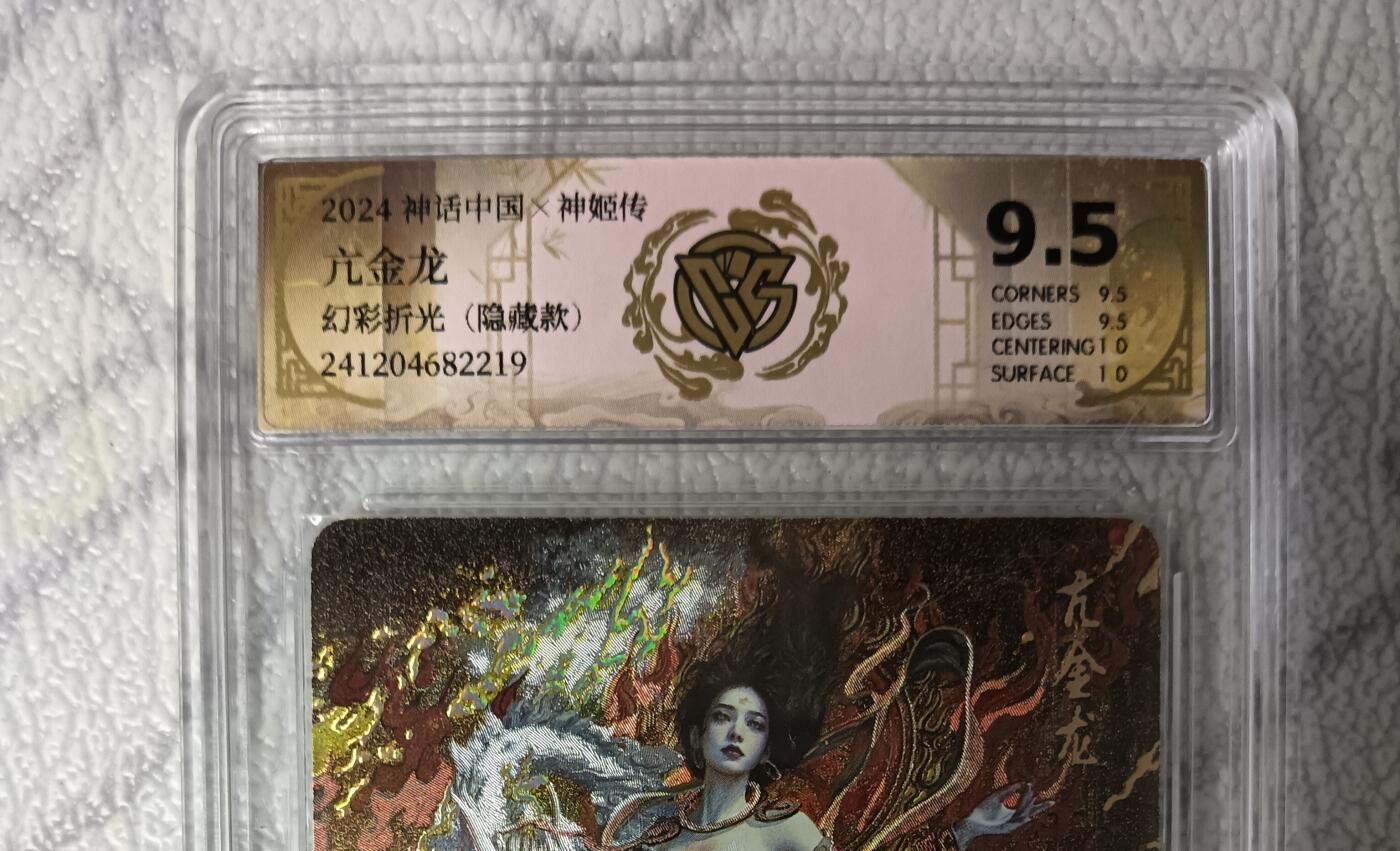 2024 神话中国×神姬传
亢金龙
幻彩折光（隐藏款）
241204682219
9.5
CORNERS 9.5
EDGES 9.5
CENTERING 10
SURFACE 10
亢金龙